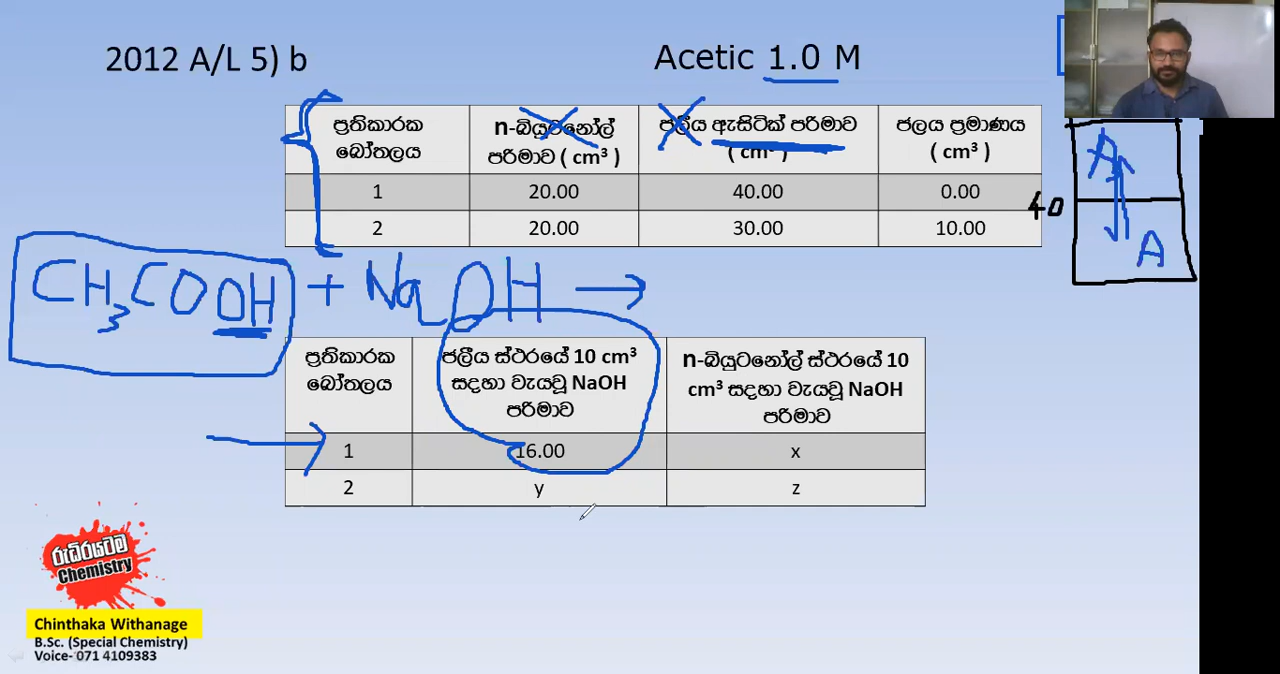 2012 A/L 5) b
Acetic 1.0 M
ප්‍රතිකාරක බෝතලය
n-බියුටනෝල් පරිමාව ( cm³ )
ජලීය ඇසිටික් පරිමාව ( cm³ )
ජලය ප්‍රමාණය ( cm³ )
1 20.00 40.00 0.00
2 20.00 30.00 10.00
A
40
A
CH₃COOH + NaOH →
ප්‍රතිකාරක බෝතලය
ජලීය ස්ථරයේ 10 cm³ සදහා වැයවූ NaOH පරිමාව
n-බියුටනෝල් ස්ථරයේ 10 cm³ සදහා වැයවූ NaOH පරිමාව
1 16.00 x
2 y z
රුධිරයටම
Chemistry
Chinthaka Withanage
B.Sc. (Special Chemistry)
Voice- 071 4109383